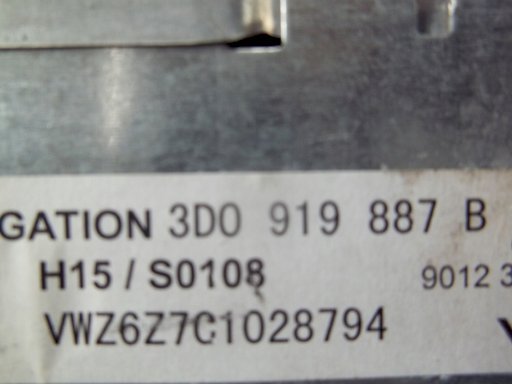 GATION 3D0 919 887 B
H15 / S0108 9012 3
VWZ6Z7C1028794